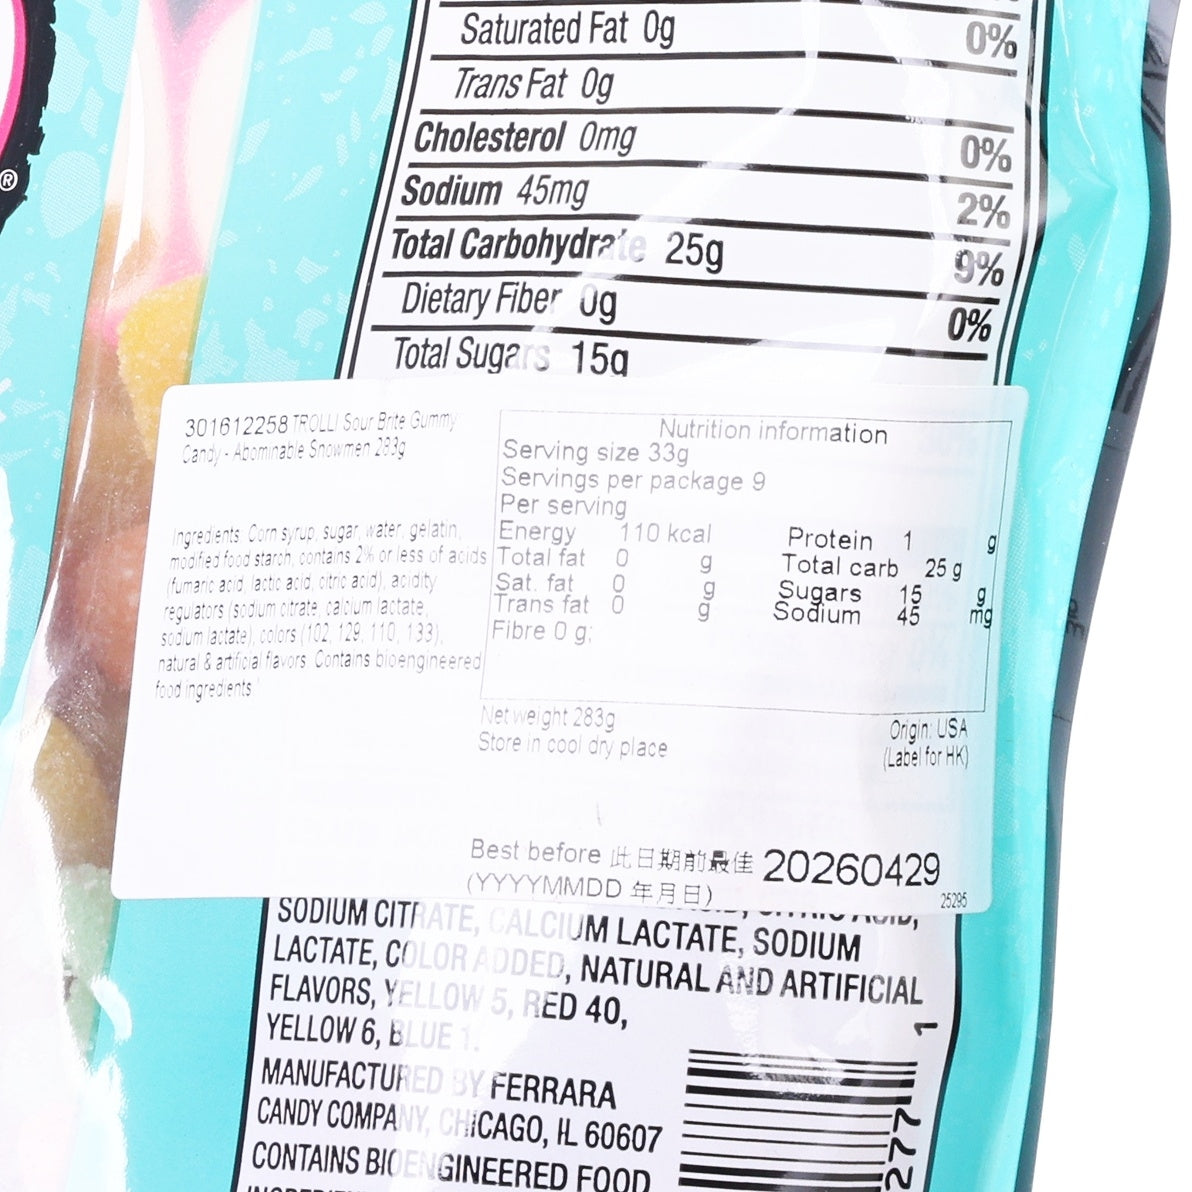 Saturated Fat 0g 0%
Trans Fat 0g
Cholesterol 0mg 0%
Sodium 45mg 2%
Total Carbohydrate 25g 9%
Dietary Fiber 0g 0%
Total Sugars 15g
®
301612258 TROLLI Sour Brite Gummy
Candy - Abominable Snowmen 283g
Ingredients: Corn syrup, sugar, water, gelatin,
modified food starch, contains 2% or less of acids
(fumaric acid, lactic acid, citric acid), acidity
regulators (sodium citrate, calcium lactate,
sodium lactate), colors (102, 129, 110, 133),
natural & artificial flavors. Contains bioengineered
food ingredients.
Nutrition information
Serving size 33g
Servings per package 9
Per serving
Energy 110 kcal Protein 1 g
Total fat 0 g Total carb 25 g
Sat. fat 0 g Sugars 15 g
Trans fat 0 g Sodium 45 mg
Fibre 0 g;
Net weight 283g
Store in cool dry place
Origin: USA
(Label for HK)
Best before 此日期前最佳 20260429
(YYYYMMDD 年月日)
25295
SODIUM CITRATE, CALCIUM LACTATE, SODIUM
LACTATE, COLOR ADDED, NATURAL AND ARTIFICIAL
FLAVORS, YELLOW 5, RED 40,
YELLOW 6, BLUE 1.
MANUFACTURED BY FERRARA
CANDY COMPANY, CHICAGO, IL 60607
CONTAINS BIOENGINEERED FOOD
1
277